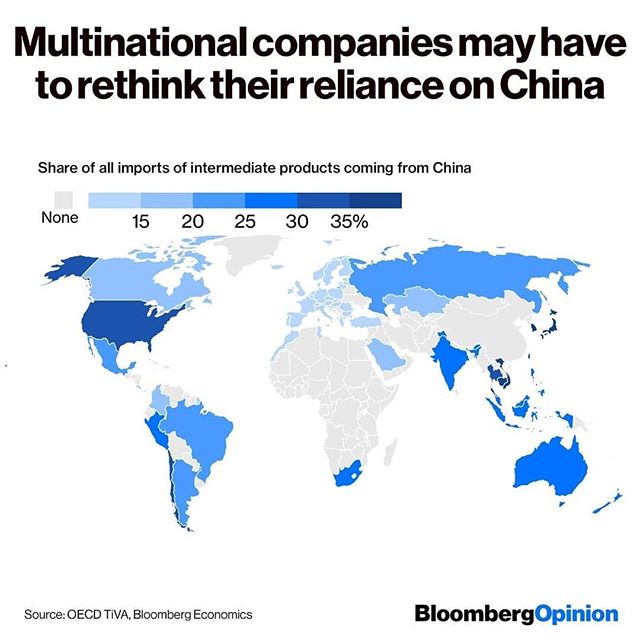 Multinational companies may have
to rethink their reliance on China
Share of all imports of intermediate products coming from China
None 15 20 25 30 35%
Source: OECD TiVA, Bloomberg Economics
BloombergOpinion